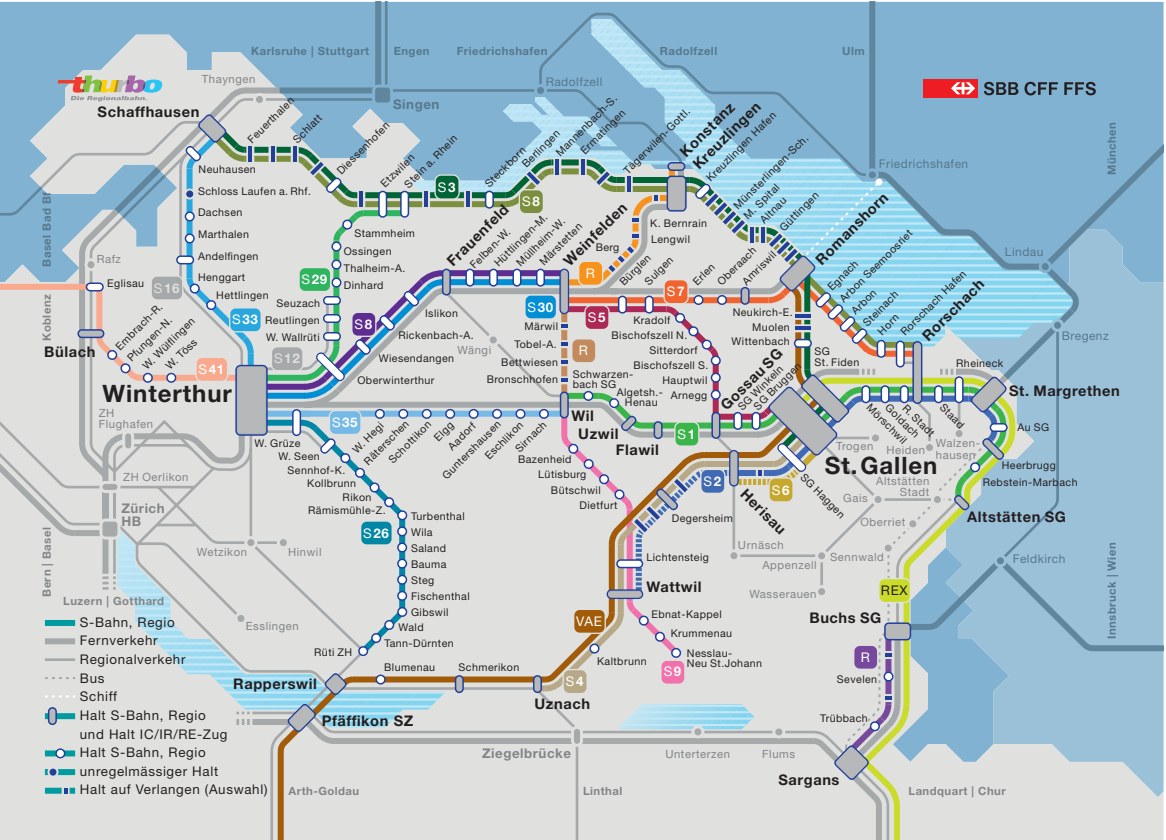 Karlsruhe | Stuttgart
Engen
Friedrichshafen
Radolfzell
Ulm
thurbo
Die Regionalbahn.
Thayngen
Singen
Radolfzell
SBB CFF FFS
München
Schaffhausen
Feuerthalen
Schlatt
Diessenhofen
Etzwilen
Stein a. Rhein
S3
Steckborn
Berlingen
Mannenbach-S.
Ermatingen
Tägerwilen-Gottl.
Konstanz
Kreuzlingen
Kreuzlingen Hafen
Münsterlingen-Sch.
M. Spital
Altnau
Güttingen
Romanshorn
Friedrichshafen
Lindau
Bregenz
S8
Neuhausen
Schloss Laufen a. Rhf.
Dachsen
Marthalen
Andelfingen
Henggart
Hettlingen
S16
S33
Basel Bad Bf
Rafz
Koblenz
Eglisau
Bülach
Embrach-R.
Pfungen-N.
W. Wülflingen
W. Töss
S41
Winterthur
Stammheim
Ossingen
Thalheim-A.
Dinhard
S29
Seuzach
Reutlingen
W. Wallrüti
S12
S8
Frauenfeld
Felben-W.
Hüttlingen-M.
Müllheim-W.
Märstetten
Weinfelden
Islikon
Rickenbach-A.
Wiesendangen
Oberwinterthur
Wängi
S30
R
Berg
K. Bernrain
Lengwil
Bürglen
Sulgen
S7
Erlen
Oberaach
Amriswil
S5
Kradolf
Bischofszell N.
Sitterdorf
Bischofszell S.
Hauptwil
Arnegg
Neukirch-E.
Muolen
Wittenbach
SG
St. Fiden
Egnach
Arbon Seemoosriet
Arbon
Steinach
Horn
Rorschach Hafen
Rorschach
Märwil
Tobel-A.
Bettwiesen
Bronschhofen
R
Schwarzen-
bach SG
Algetsh.-
Henau
Gossau SG
SG Winkeln
SG Bruggen
Wil
Uzwil
Flawil
S1
S35
W. Grüze
W. Seen
W. Hegi
Räterschen
Schottikon
Elgg
Aadorf
Guntershausen
Eschlikon
Sirnach
Sennhof-K.
Kollbrunn
Rikon
Rämismühle-Z.
S26
Turbenthal
Wila
Saland
Bauma
Steg
Fischenthal
Gibswil
Wald
Tann-Dürnten
Rüti ZH
ZH
Flughafen
ZH Oerlikon
Zürich
HB
Wetzikon
Hinwil
Esslingen
Bern | Basel
Luzern | Gotthard
Bazenheid
Lütisburg
Bütschwil
Dietfurt
Lichtensteig
Wattwil
Ebnat-Kappel
Krummenau
Nesslau-
Neu St.Johann
S9
Degersheim
S2
Herisau
S6
SG Haggen
St.Gallen
Mörschwil
Goldach
R. Stadt
Staad
Rheineck
St. Margrethen
Au SG
Heerbrugg
Rebstein-Marbach
Altstätten SG
Trogen
Heiden
Walzen-
hausen
Altstätten
Stadt
Gais
Oberriet
Sennwald
Urnäsch
Appenzell
Wasserauen
Feldkirch
Innsbruck | Wien
REX
Buchs SG
R
Sevelen
Trübbach
Sargans
Landquart | Chur
VAE
Kaltbrunn
S4
Uznach
Schmerikon
Blumenau
Rapperswil
Pfäffikon SZ
Arth-Goldau
Ziegelbrücke
Linthal
Unterterzen
Flums
S-Bahn, Regio
Fernverkehr
Regionalverkehr
Bus
Schiff
Halt S-Bahn, Regio
und Halt IC/IR/RE-Zug
Halt S-Bahn, Regio
unregelmässiger Halt
Halt auf Verlangen (Auswahl)